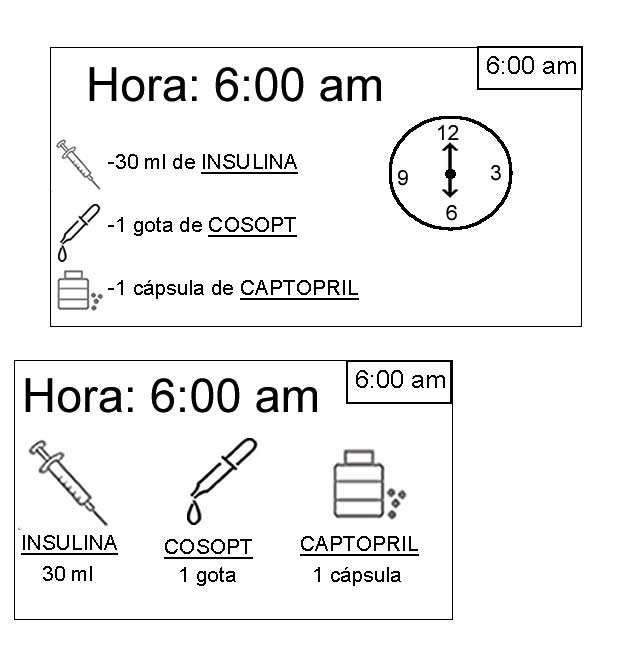 6:00 am
Hora: 6:00 am
12
-30 ml de INSULINA
9
3
6
-1 gota de COSOPT
-1 cápsula de CAPTOPRIL
6:00 am
Hora: 6:00 am
INSULINA COSOPT CAPTOPRIL
30 ml 1 gota 1 cápsula